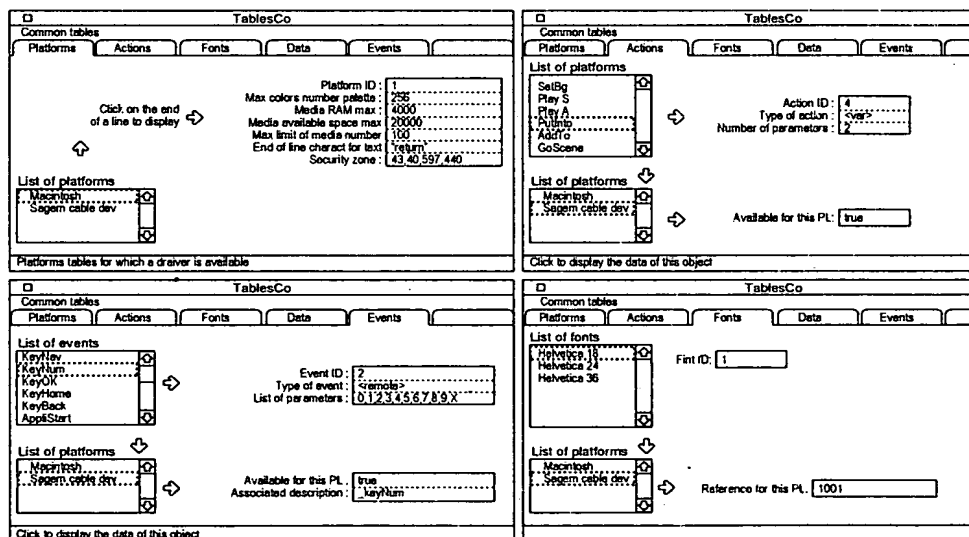 TablesCo
Common tables
Platforms Actions Fonts Data Events
Platform ID : 1
Max colors number palette : 256
Media RAM max : 4000
Media available space max : 20000
Max limit of media number 100
End of line charact for text "return"
Security zone : 43,40,597,440
Click on the end
of a line to display
List of platforms
Macintosh
Sagem cable dev
Platforms tables for which a draiver is available
TablesCo
Common tables
Platforms Actions Fonts Data Events
List of platforms
SetBg
Play S
Play A
PutInto
AddTo
GoScene
Action ID : 4
Type of action : <var>
Number of parameters : 2
List of platforms
Macintosh
Sagem cable dev
Available for this PL: true
Click to display the data of this object
TablesCo
Common tables
Platforms Actions Fonts Data Events
List of events
KeyNav
KeyNum
KeyOK
KeyHome
KeyBack
AppliStart
Event ID : 2
Type of event : <remote>
List of parameters : 0,1,2,3,4,5,6,7,8,9,X
List of platforms
Macintosh
Sagem cable dev
Available for this PL . true
Associated description : _keyNum
Click to display the data of this object
TablesCo
Common tables
Platforms Actions Fonts Data Events
List of fonts
Helvetica 18
Helvetica 24
Helvetica 36
Fint ID: 1
List of platforms
Macintosh
Sagem cable dev
Reference for this PL. 1001